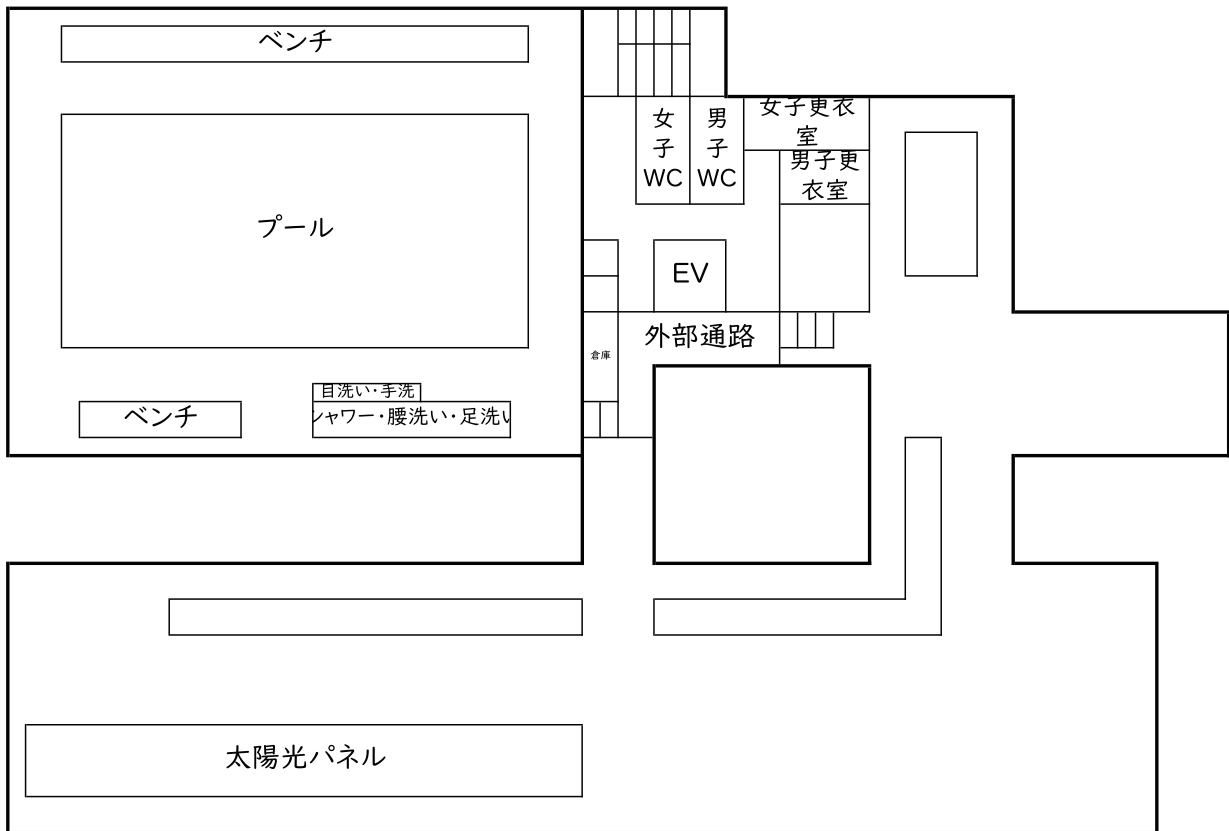 ベンチ
プール
ベンチ
目洗い・手洗
シャワー・腰洗い・足洗い
女
子
WC
男
子
WC
女子更衣
室
男子更
衣室
EV
外部通路
倉庫
太陽光パネル